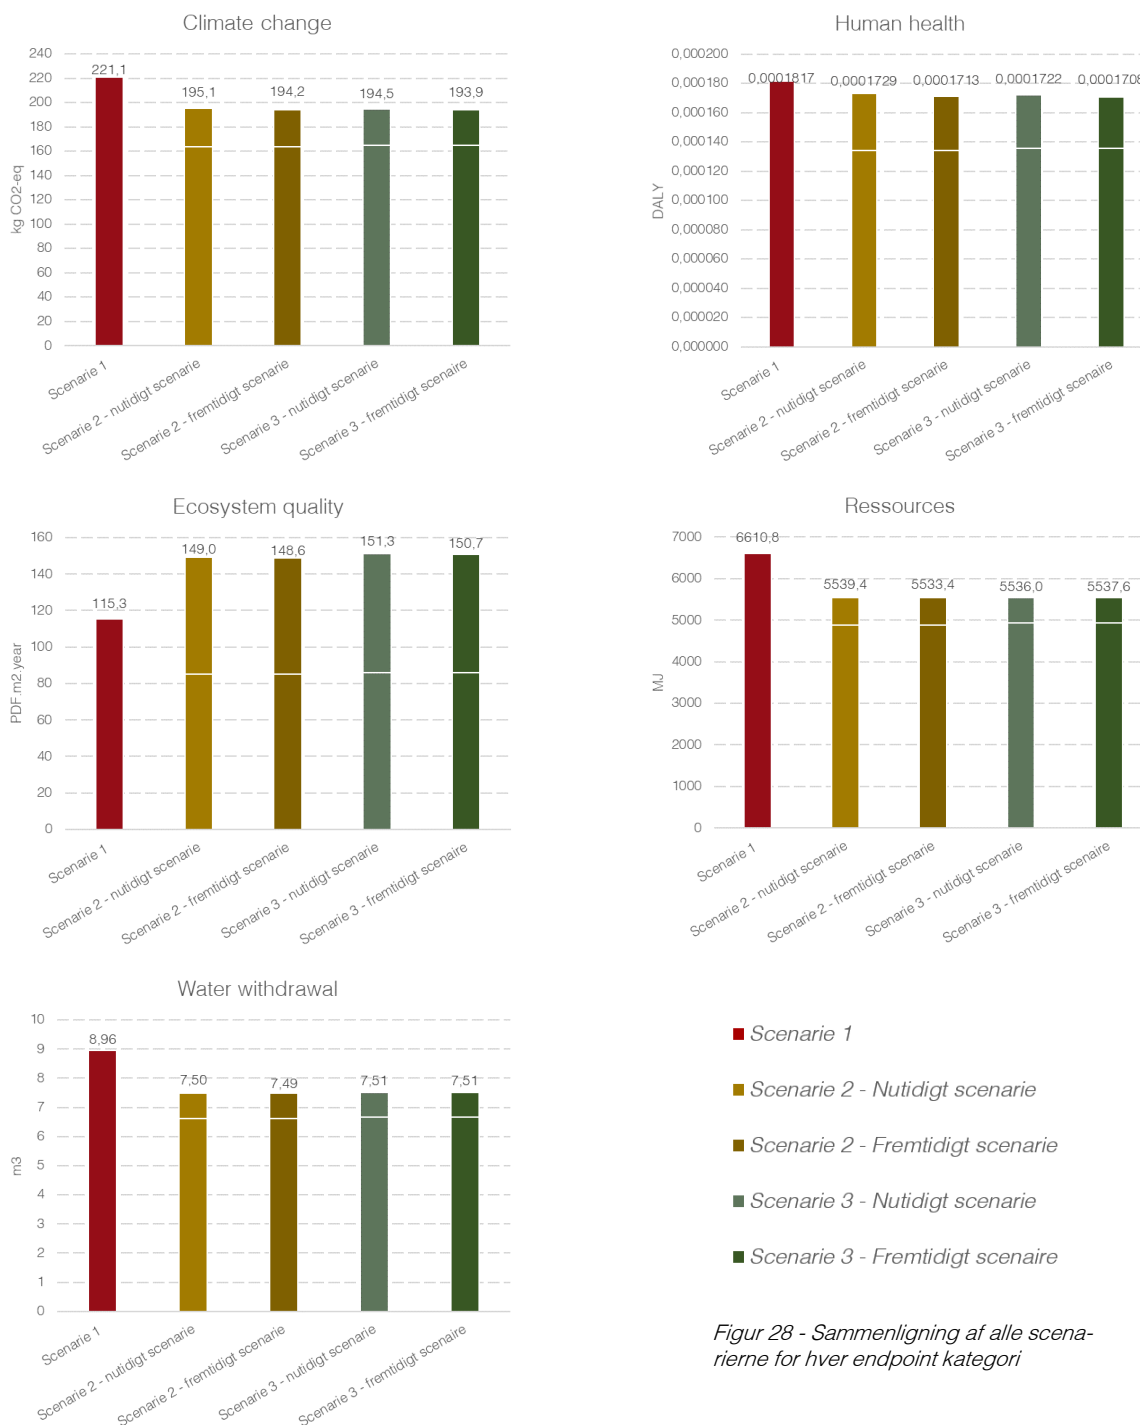 Climate change
240
220
200
180
160
140
120
100
80
60
40
20
0
kg CO2-eq
221,1
195,1
194,2
194,5
193,9
Scenarie 1
Scenarie 2 - nutidigt scenarie
Scenarie 2 - fremtidigt scenarie
Scenarie 3 - nutidigt scenarie
Scenarie 3 - fremtidigt scenaire
Human health
0,000200
0,000180
0,000160
0,000140
0,000120
0,000100
0,000080
0,000060
0,000040
0,000020
0,000000
DALY
0,0001817
0,0001729
0,0001713
0,0001722
0,0001708
Scenarie 1
Scenarie 2 - nutidigt scenarie
Scenarie 2 - fremtidigt scenarie
Scenarie 3 - nutidigt scenarie
Scenarie 3 - fremtidigt scenaire
Ecosystem quality
160
140
120
100
80
60
40
20
0
PDF.m2.year
115,3
149,0
148,6
151,3
150,7
Scenarie 1
Scenarie 2 - nutidigt scenarie
Scenarie 2 - fremtidigt scenarie
Scenarie 3 - nutidigt scenarie
Scenarie 3 - fremtidigt scenaire
Ressources
7000
6000
5000
4000
3000
2000
1000
0
MJ
6610,8
5539,4
5533,4
5536,0
5537,6
Scenarie 1
Scenarie 2 - nutidigt scenarie
Scenarie 2 - fremtidigt scenarie
Scenarie 3 - nutidigt scenarie
Scenarie 3 - fremtidigt scenaire
Water withdrawal
10
9
8
7
6
5
4
3
2
1
0
m3
8,96
7,50
7,49
7,51
7,51
Scenarie 1
Scenarie 2 - nutidigt scenarie
Scenarie 2 - fremtidigt scenarie
Scenarie 3 - nutidigt scenarie
Scenarie 3 - fremtidigt scenaire
Scenarie 1
Scenarie 2 - Nutidigt scenarie
Scenarie 2 - Fremtidigt scenarie
Scenarie 3 - Nutidigt scenarie
Scenarie 3 - Fremtidigt scenaire
Figur 28 - Sammenligning af alle scena-
rierne for hver endpoint kategori